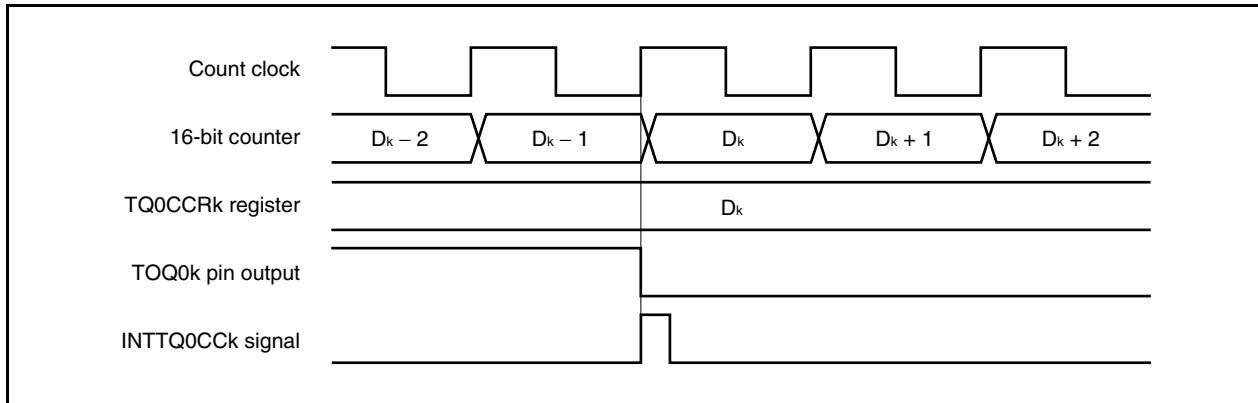 Count clock
16-bit counter
Dk − 2
Dk − 1
Dk
Dk + 1
Dk + 2
TQ0CCRk register
Dk
TOQ0k pin output
INTTQ0CCk signal